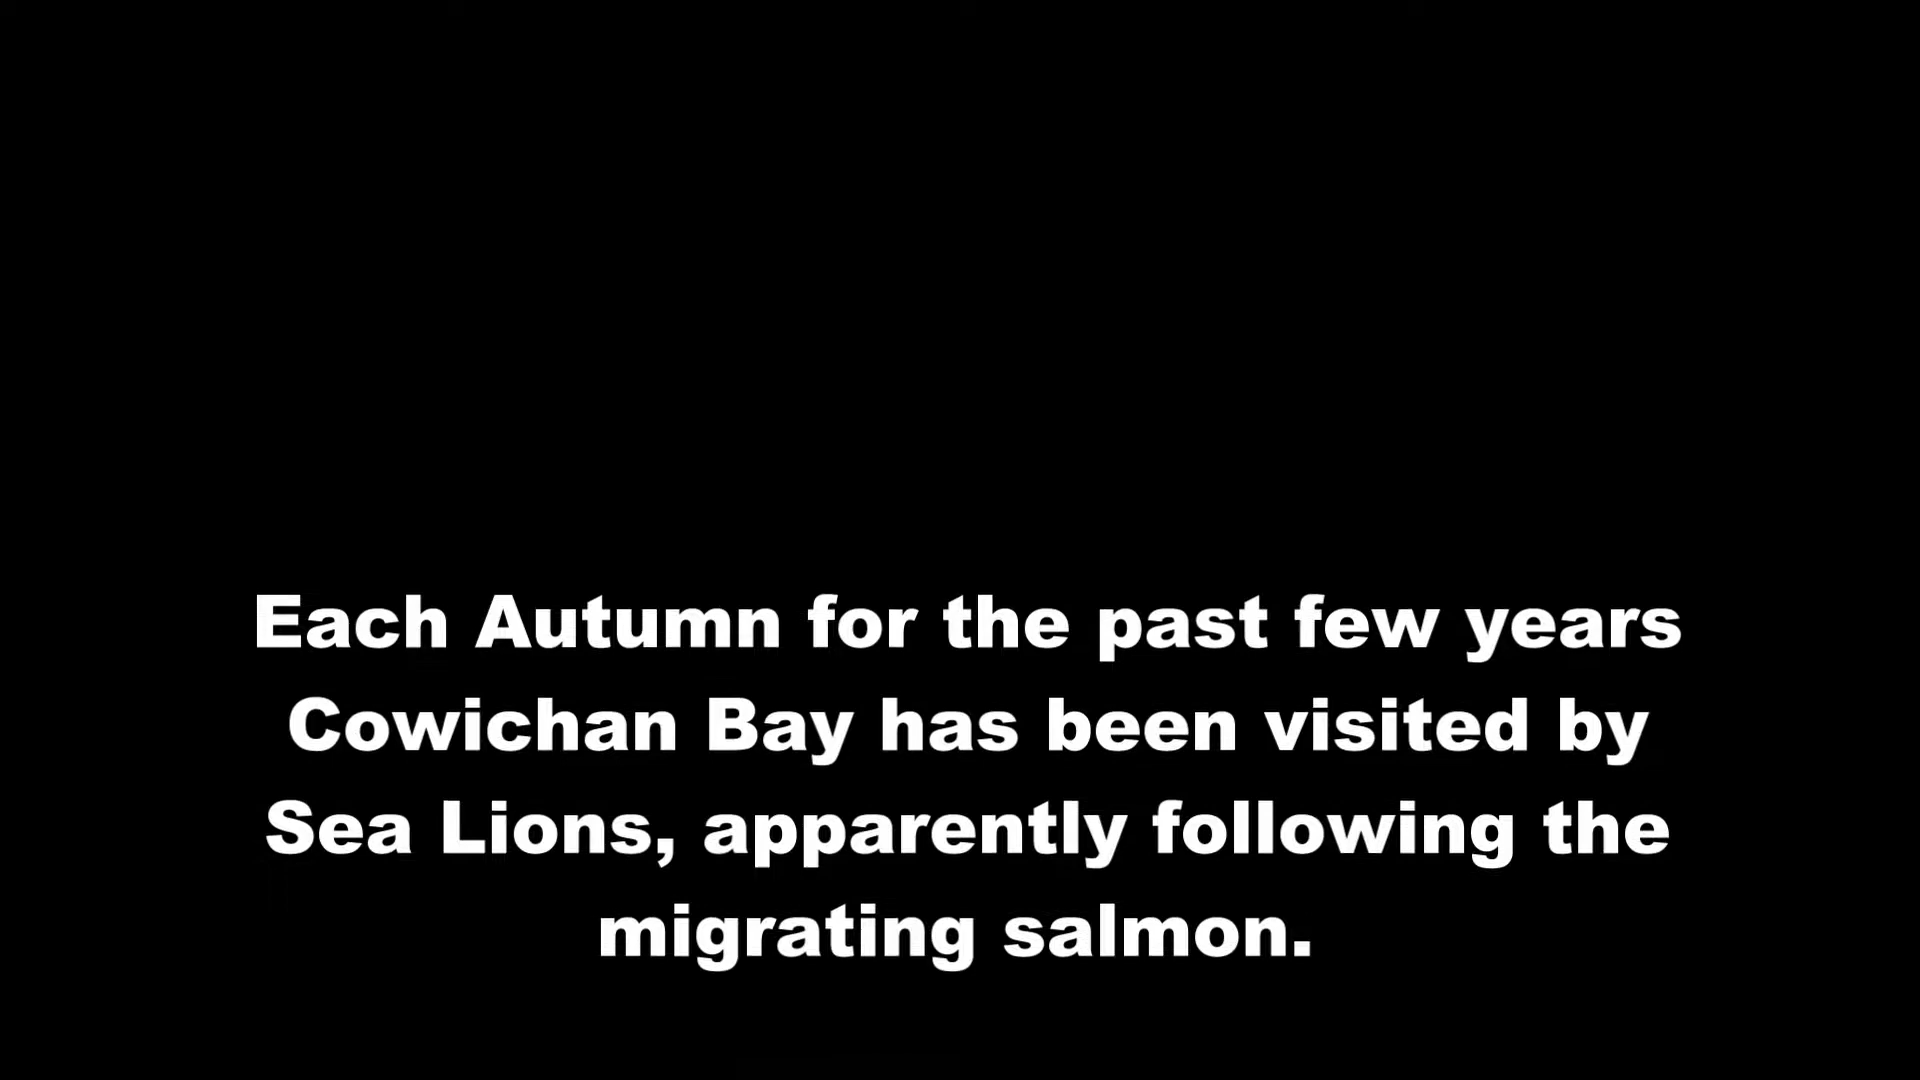 Each Autumn for the past few years
Cowichan Bay has been visited by
Sea Lions, apparently following the
migrating salmon.